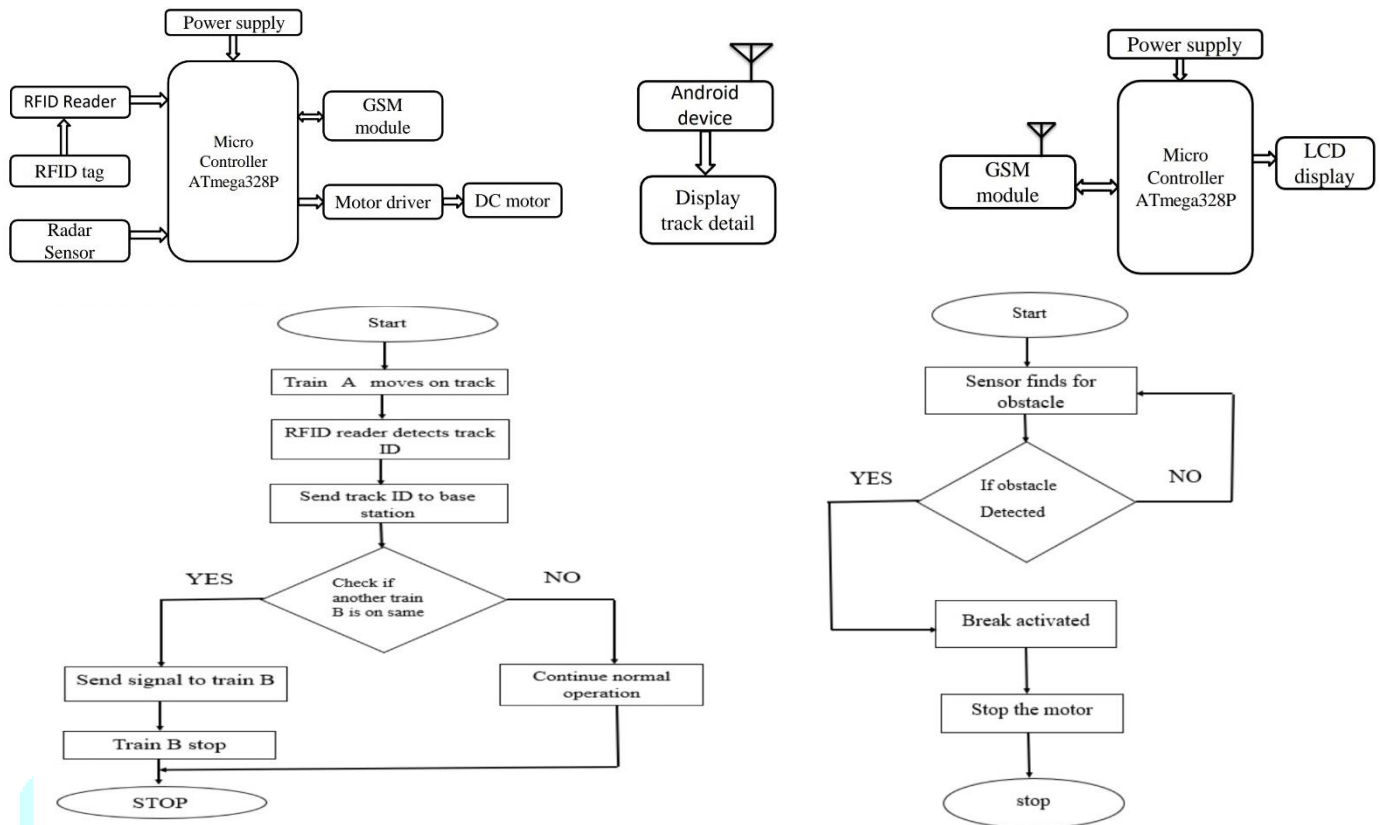 Power supply
RFID Reader
RFID tag
Radar
Sensor
Micro
Controller
ATmega328P
GSM
module
Motor driver
DC motor
Android
device
Display
track detail
Power supply
GSM
module
Micro
Controller
ATmega328P
LCD
display
Start
Train A moves on track
RFID reader detects track
ID
Send track ID to base
station
YES
Check if
another train
B is on same
NO
Send signal to train B
Continue normal
operation
Train B stop
STOP
Start
Sensor finds for
obstacle
YES
If obstacle
Detected
NO
Break activated
Stop the motor
stop